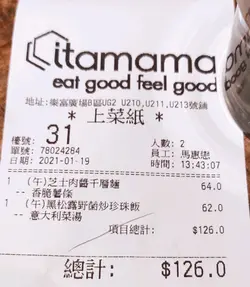 itamama
eat good feel good
地址:崇富廣場B區UG2 U210,U211,U213號鋪
* 上菜紙 *
檯號: 31 人數: 2
單號: 78024284 員工: 馬惠恩
日期: 2021-01-19 時間: 13:43:07
1 (午)芝士肉醬千層麵 64.0
-- 香脆薯條
1 (午)黑松露野菌炒珍珠飯 62.0
-- 意大利菜湯
項目總計: $126.0
總計: $126.0